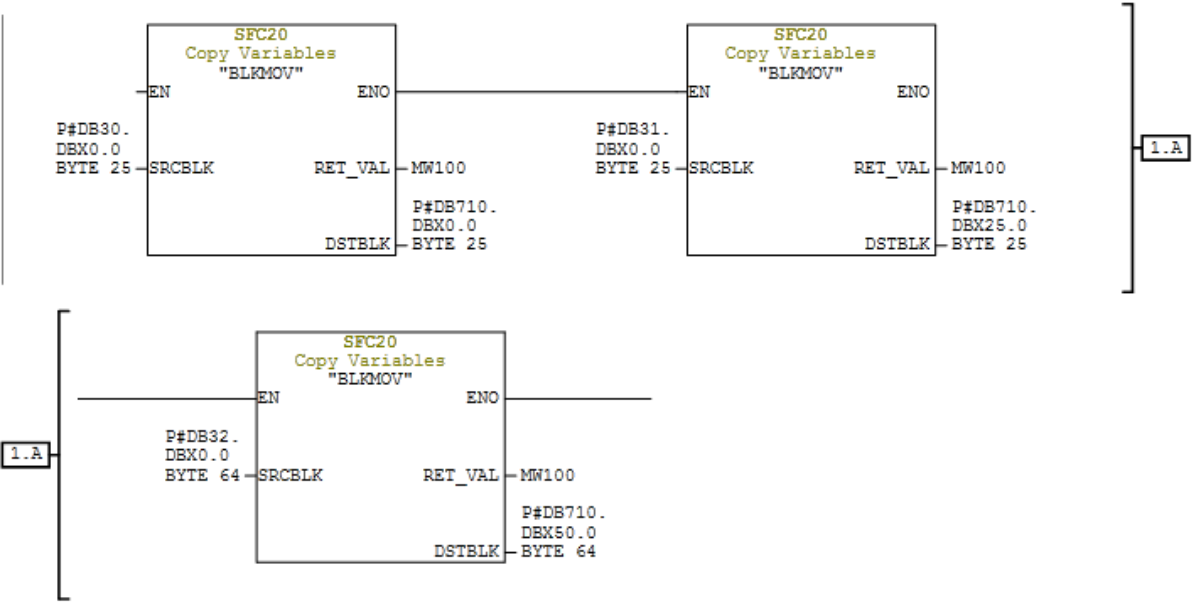 SFC20
Copy Variables
"BLKMOV"
EN ENO
P#DB30.
DBX0.0
BYTE 25 SRCBLK RET_VAL MW100
P#DB710.
DBX0.0
DSTBLK BYTE 25
SFC20
Copy Variables
"BLKMOV"
EN ENO
P#DB31.
DBX0.0
BYTE 25 SRCBLK RET_VAL MW100
P#DB710.
DBX25.0
DSTBLK BYTE 25
1.A
1.A
SFC20
Copy Variables
"BLKMOV"
EN ENO
P#DB32.
DBX0.0
BYTE 64 SRCBLK RET_VAL MW100
P#DB710.
DBX50.0
DSTBLK BYTE 64